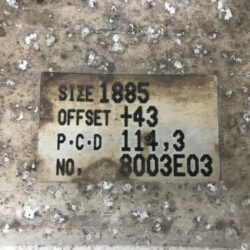 SIZE 1885
OFFSET +43
P·C·D 114,3
NO, 8003E03